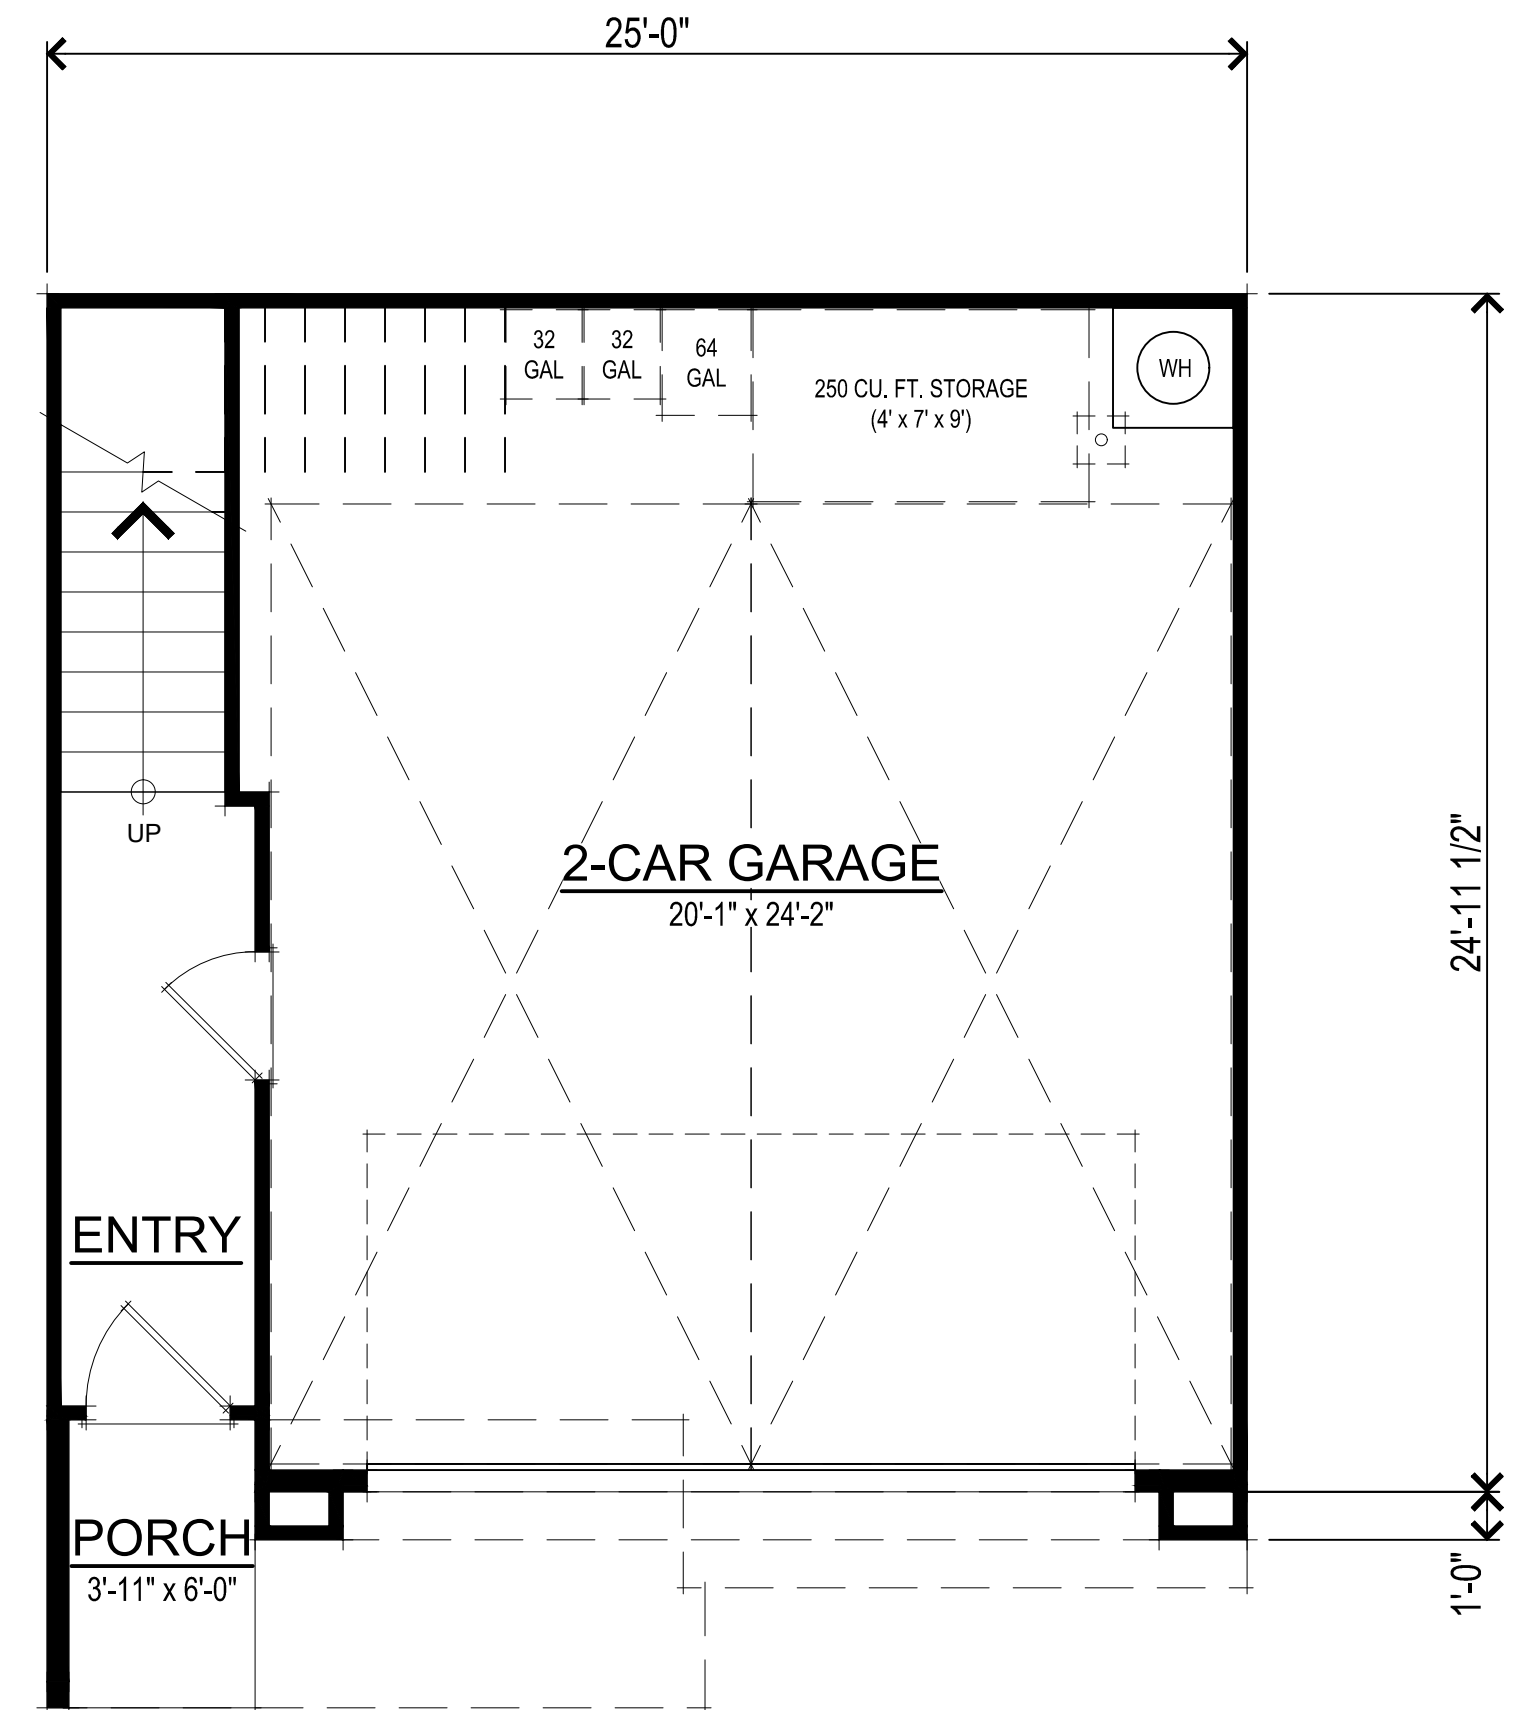 25'-0"
32
GAL
32
GAL
64
GAL
250 CU. FT. STORAGE
(4' x 7' x 9')
WH
UP
2-CAR GARAGE
20'-1" x 24'-2"
24'-11 1/2"
ENTRY
PORCH
3'-11" x 6'-0"
1'-0"